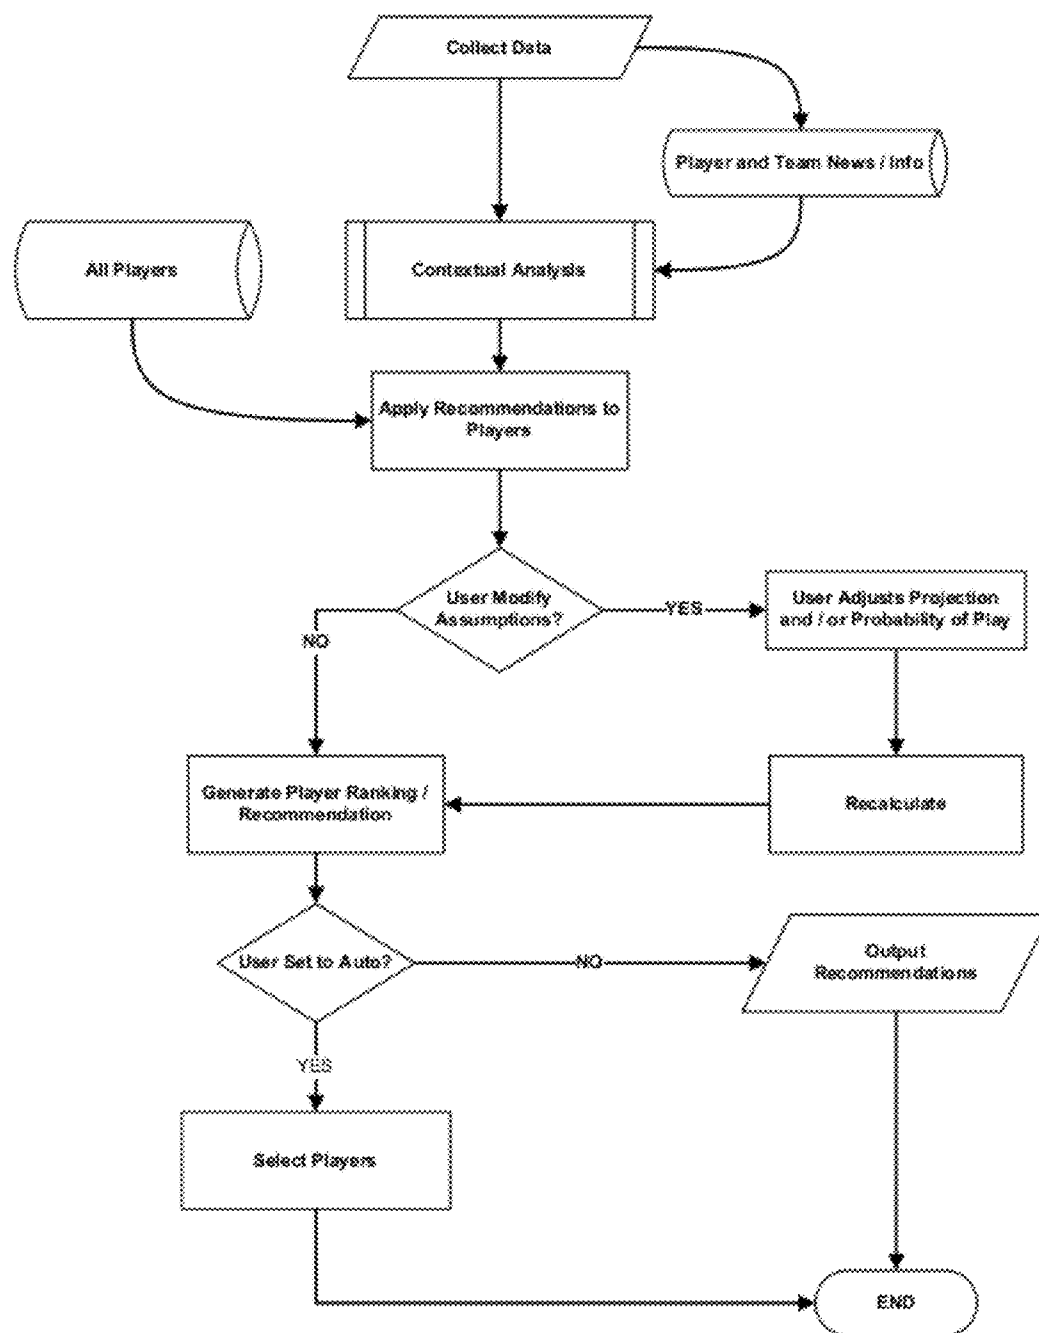 Collect Data
Player and Team News / Info
All Players
Contextual Analysis
Apply Recommendations to
Players
User Modify
Assumptions?
YES
User Adjusts Projection
and / or Probability of Play
NO
Generate Player Ranking /
Recommendation
Recalculate
User Set to Auto?
NO
Output
Recommendations
YES
Select Players
END